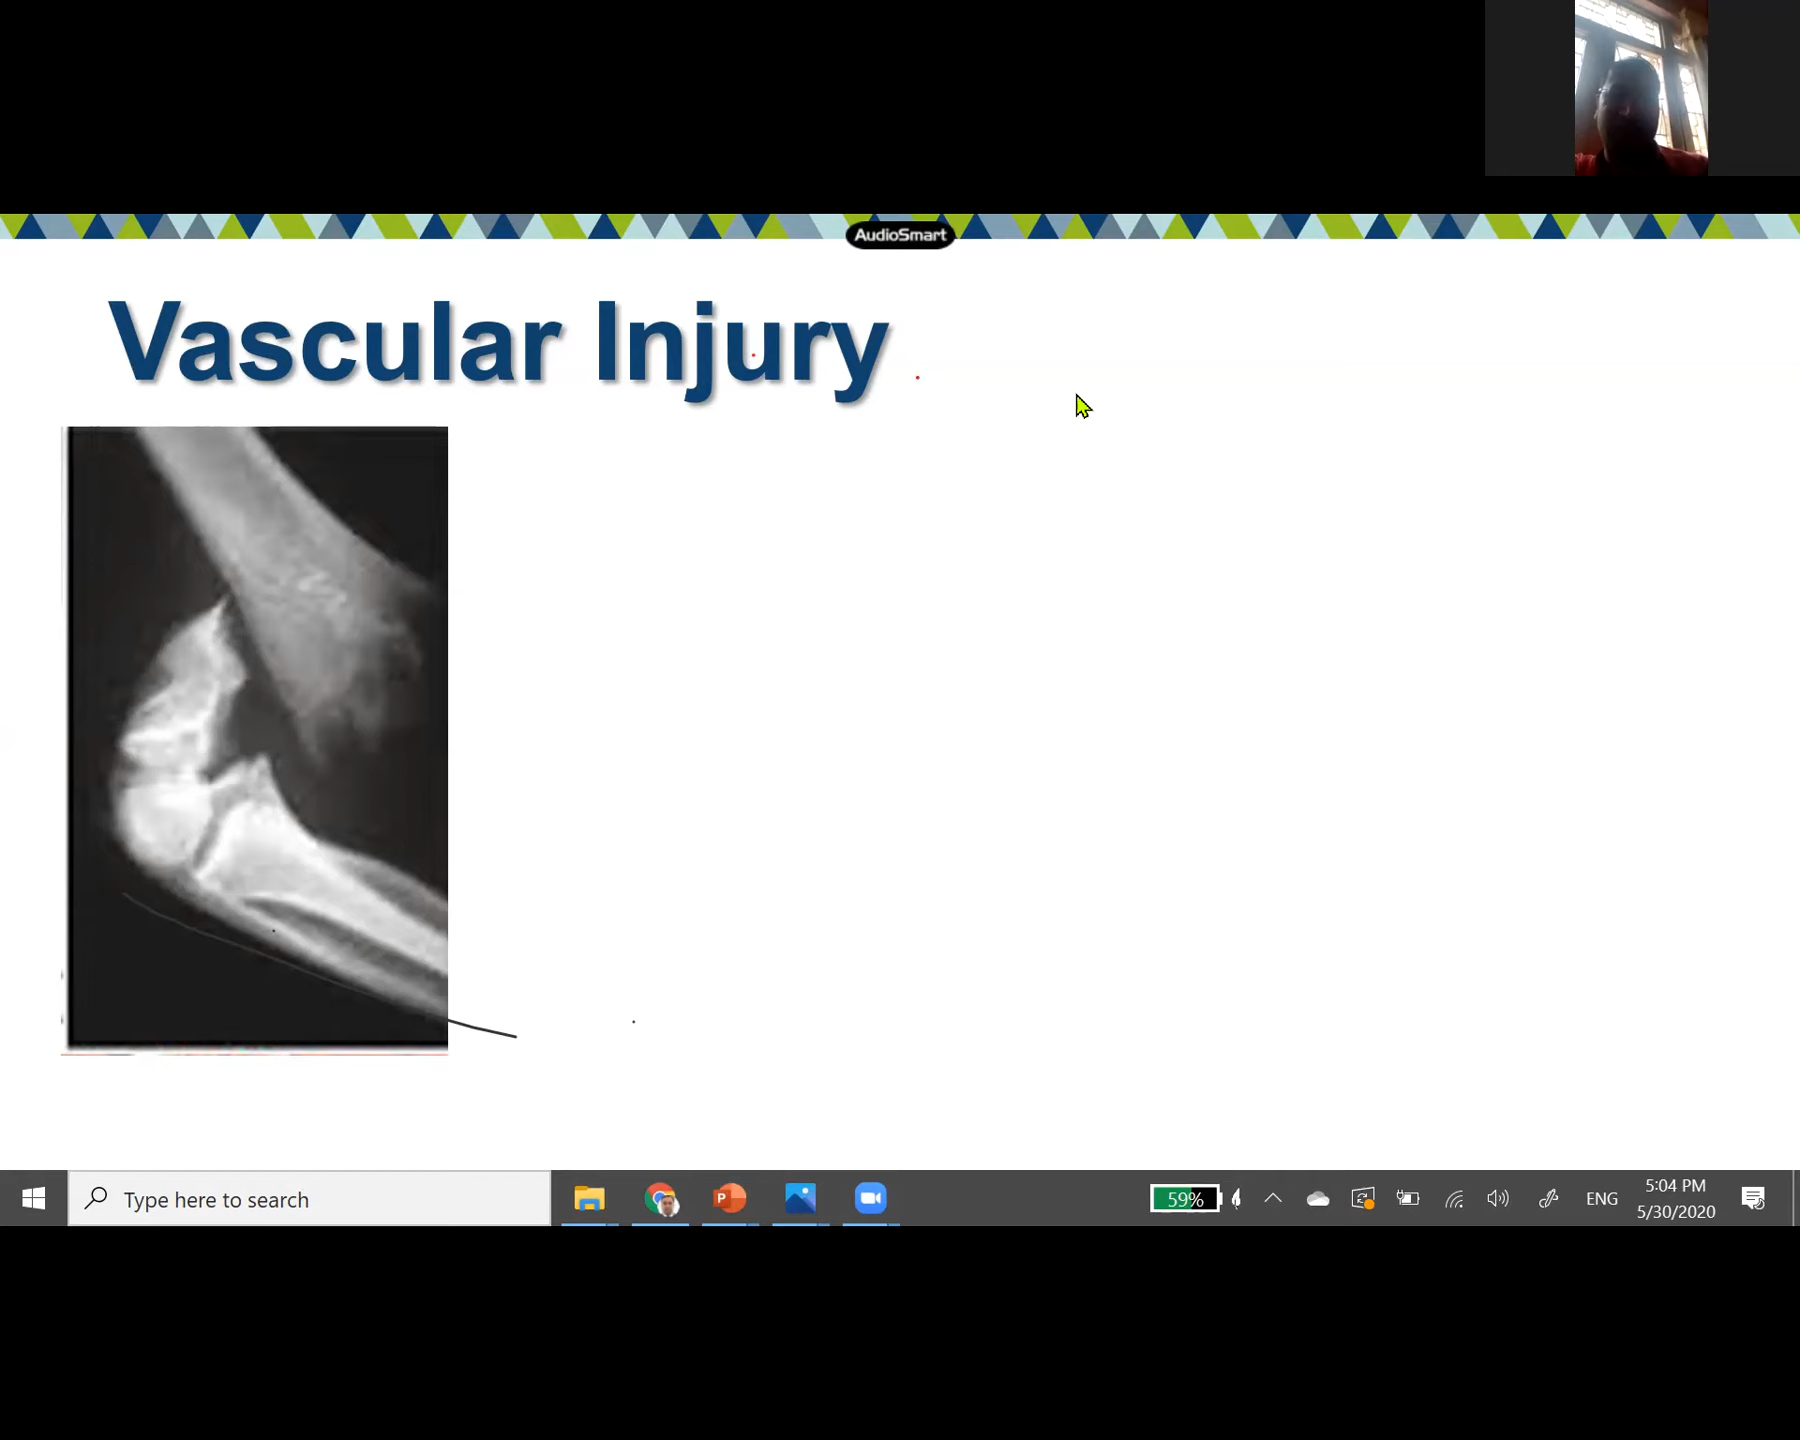 AudioSmart
Vascular Injury
Type here to search
59%
ENG
5:04 PM
5/30/2020